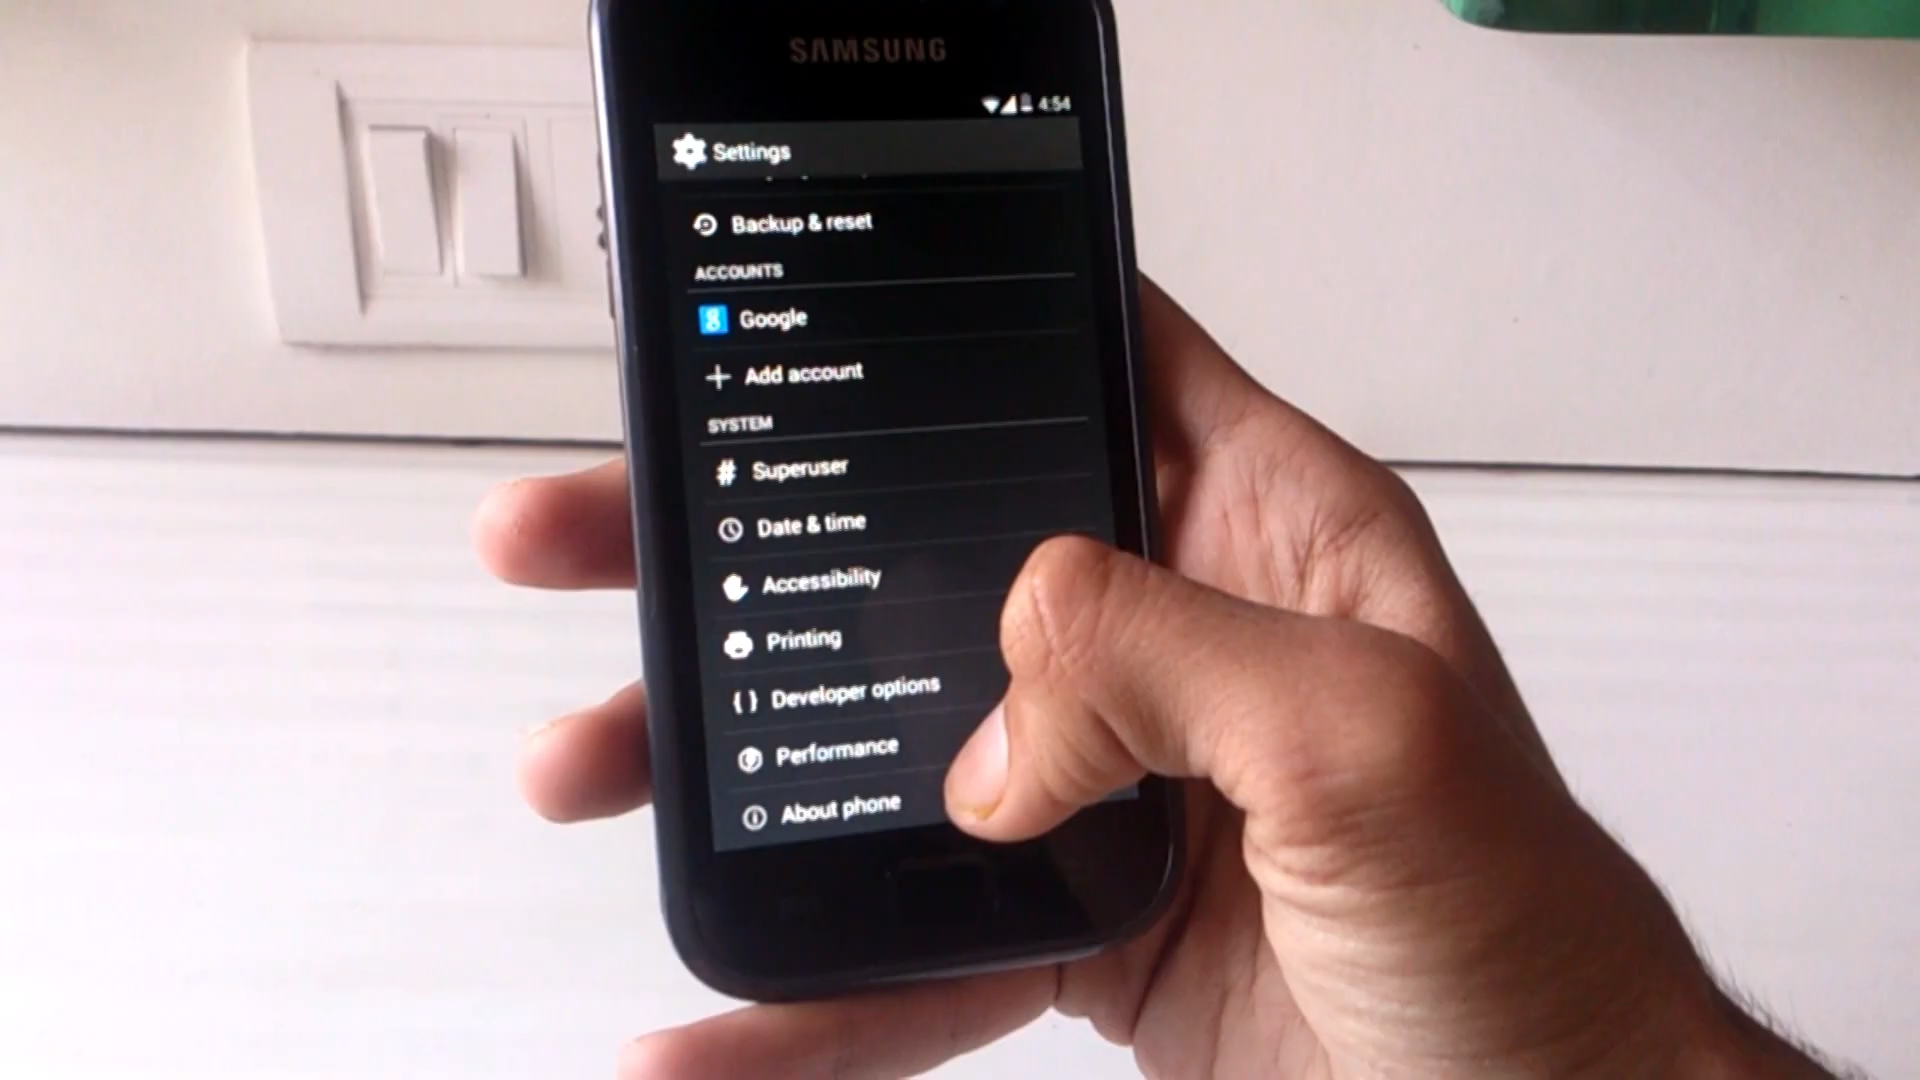 SAMSUNG
4:54
Settings
Backup & reset
ACCOUNTS
g Google
+ Add account
SYSTEM
# Superuser
Date & time
Accessibility
Printing
{ } Developer options
Performance
About phone